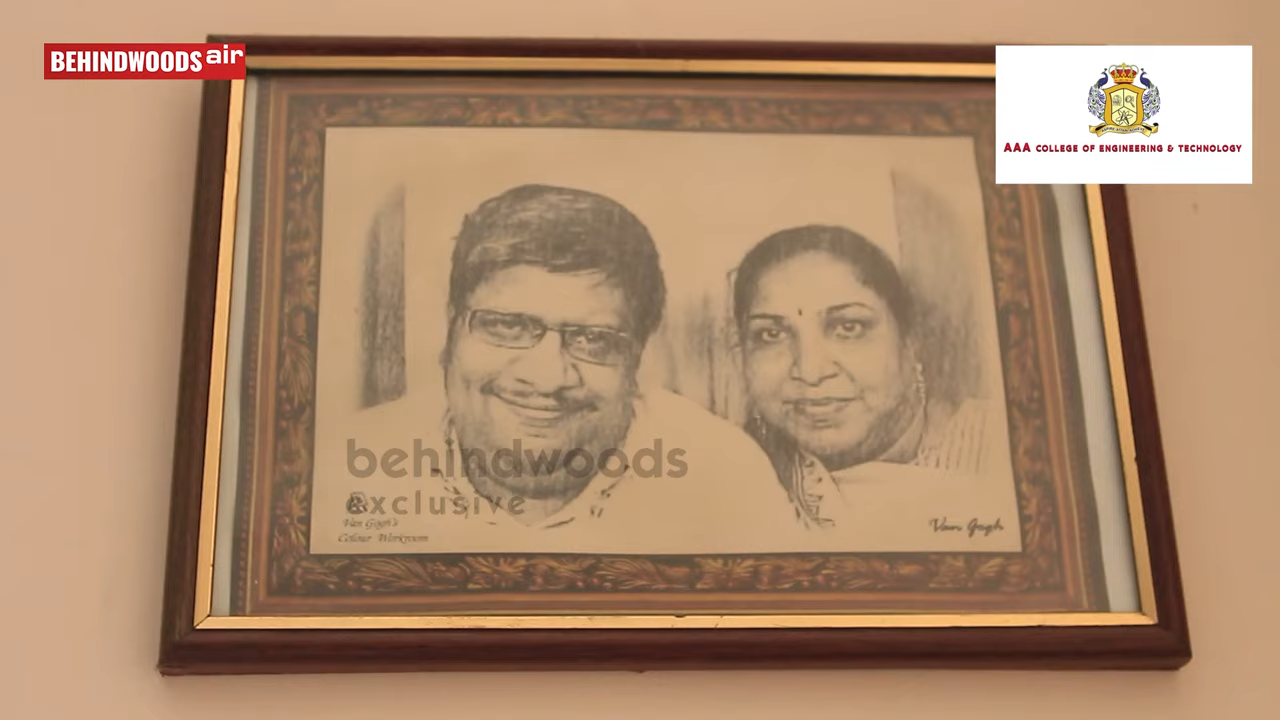 BEHINDWOODS air
AAA COLLEGE OF ENGINEERING & TECHNOLOGY
behindwoods
exclusive
Van Gogh's
Colour Workroom
Van Gogh